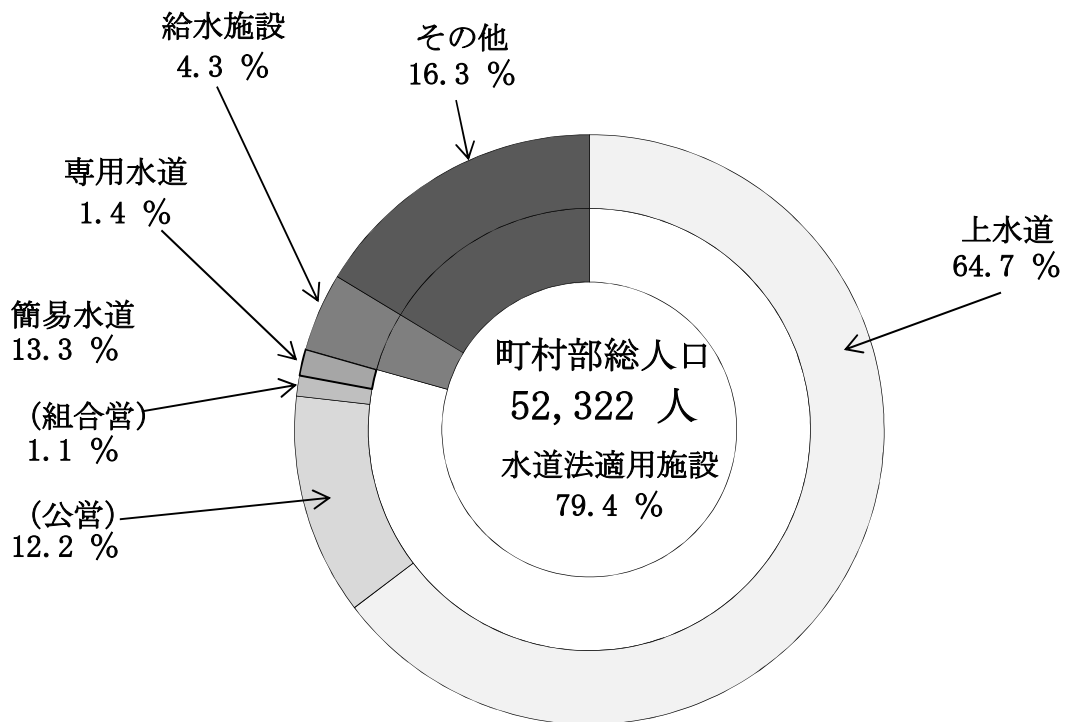 給水施設
4.3 %
その他
16.3 %
専用水道
1.4 %
上水道
64.7 %
簡易水道
13.3 %
(組合営)
1.1 %
(公営)
12.2 %
町村部総人口
52,322 人
水道法適用施設
79.4 %